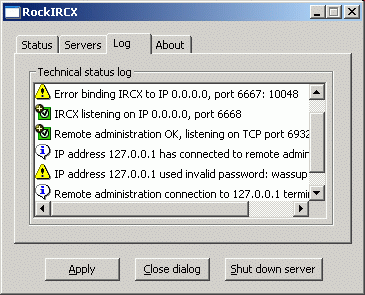 RockIRCX
Status Servers Log About
Technical status log
Error binding IRCX to IP 0.0.0.0, port 6667: 10048
IRCX listening on IP 0.0.0.0, port 6668
Remote administration OK, listening on TCP port 6932
IP address 127.0.0.1 has connected to remote admin
IP address 127.0.0.1 used invalid password: wassup
Remote administration connection to 127.0.0.1 termi
Apply Close dialog Shut down server